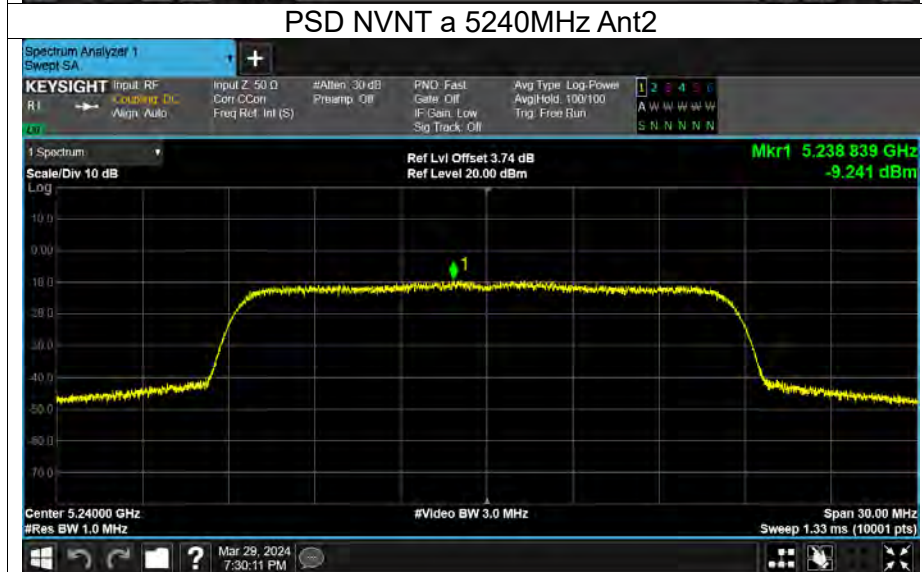 PSD NVNT a 5240MHz Ant2
Spectrum Analyzer 1
Swept SA
+
KEYSIGHT
Input: RF
Coupling: DC
Align: Auto
Input Z: 50 Ω
Corr CCorr
Freq Ref: Int (S)
#Atten: 30 dB
Preamp: Off
PNO: Fast
Gate: Off
IF Gain: Low
Sig Track: Off
Avg Type: Log-Power
Avg|Hold: 100/100
Trig: Free Run
1 2 3 4 5 6
A W W W W W
S N N N N N
1 Spectrum
Scale/Div 10 dB
Log
Ref Lvl Offset 3.74 dB
Ref Level 20.00 dBm
Mkr1 5.238 839 GHz
-9.241 dBm
10.0
0.00
-10.0
-20.0
-30.0
-40.0
-50.0
-60.0
-70.0
1
Center 5.24000 GHz
#Res BW 1.0 MHz
#Video BW 3.0 MHz
Span 30.00 MHz
Sweep 1.33 ms (10001 pts)
?
Mar 29, 2024
7:30:11 PM